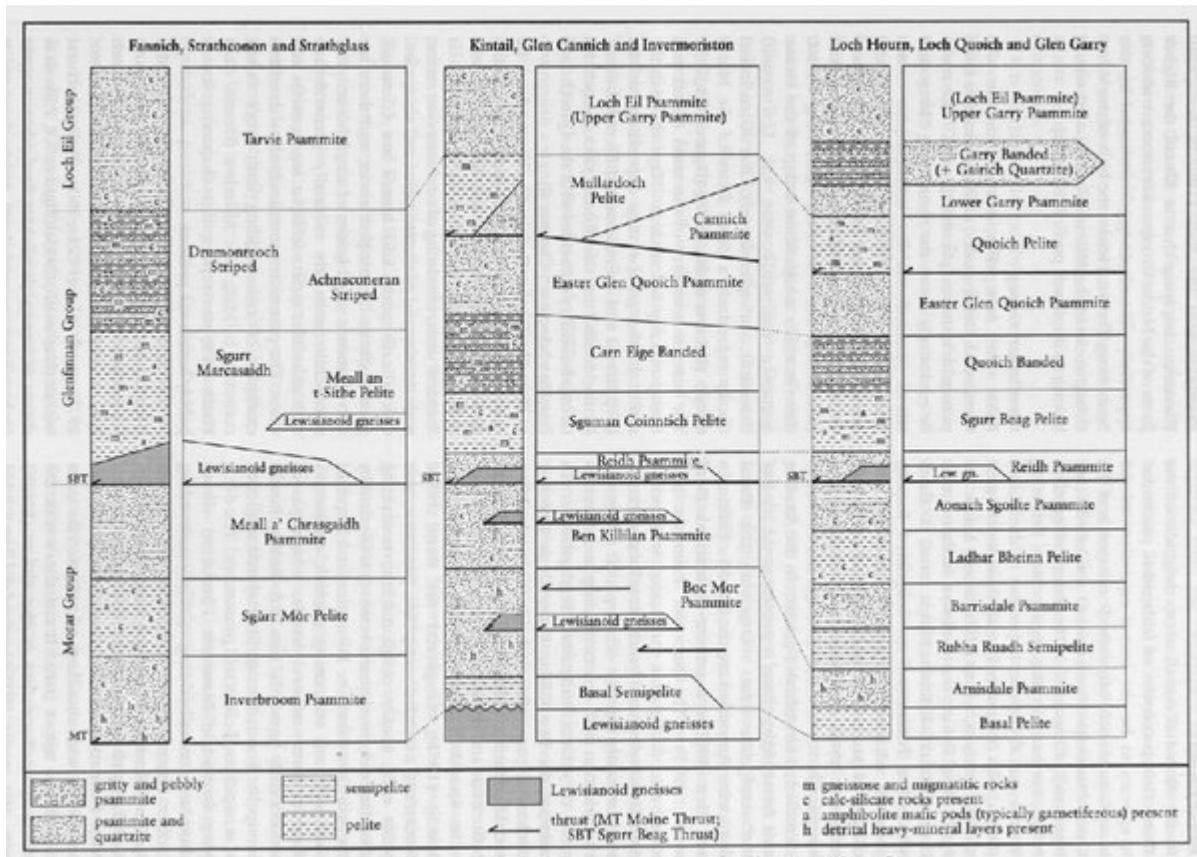 Fannich, Strathconon and Strathglass
Kintail, Glen Cannich and Invermoriston
Loch Hourn, Loch Quoich and Glen Garry
Loch Eil Group
Glenfinnan Group
Morar Group
SBT
MT
Tarvie Psammite
Drumonreoch
Striped
Achnaconeran
Striped
Sgurr
Marcasaidh
Meall an
t-Sithe Pelite
Lewisianoid gneisses
Lewisianoid gneisses
Meall a' Chrasgaidh
Psammite
Sgùrr Mòr Pelite
Inverbroom Psammite
Loch Eil Psammite
(Upper Garry Psammite)
Mullardoch
Pelite
Cannich
Psammite
Easter Glen Quoich Psammite
Carn Eige Banded
Sguman Coinntich Pelite
Reidh Psammite
SBT
Lewisianoid gneisses
Lewisianoid gneisses
Ben Killilan Psammite
Boc Mor
Psammite
Lewisianoid gneisses
Basal Semipelite
Lewisianoid gneisses
(Loch Eil Psammite)
Upper Garry Psammite
Garry Banded
(+ Gairich Quartzite)
Lower Garry Psammite
Quoich Pelite
Easter Glen Quoich Psammite
Quoich Banded
Sgurr Beag Pelite
SBT
Lew. gn.
Reidh Psammite
Aonach Sgoilte Psammite
Ladhar Bheinn Pelite
Barrisdale Psammite
Rubha Ruadh Semipelite
Arnisdale Psammite
Basal Pelite
gritty and pebbly
psammite
psammite and
quartzite
semipelite
pelite
Lewisianoid gneisses
thrust (MT Moine Thrust;
SBT Sgurr Beag Thrust)
m gneissose and migmatitic rocks
c calc-silicate rocks present
a amphibolite mafic pods (typically garnetiferous) present
h detrital heavy-mineral layers present